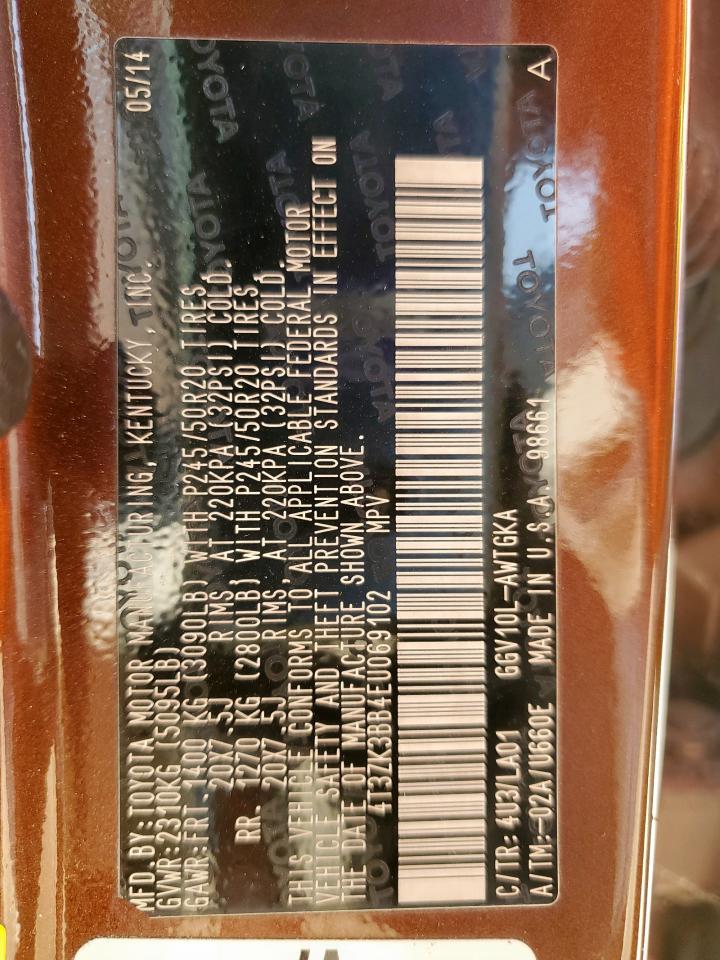 MFD.BY:TOYOTA MOTOR MANUFACTURING, KENTUCKY, INC. 05/14
GVWR:2310KG (5095LB)
GAWR:FRT. 1400 KG (3090LB) WITH P245/50R20 TIRES,
20X7.5J RIMS, AT 220KPA (32PSI) COLD.
RR. 1270 KG (2800LB) WITH P245/50R20 TIRES,
20X7.5J RIMS, AT 220KPA (32PSI) COLD.
THIS VEHICLE CONFORMS TO ALL APPLICABLE FEDERAL MOTOR
VEHICLE SAFETY AND THEFT PREVENTION STANDARDS IN EFFECT ON
THE DATE OF MANUFACTURE SHOWN ABOVE.
4T3ZK3BB4EU069102 MPV
C/TR: 4U3/LA01 GGV10L-AWTGKA
A/TM:-02A/U660E MADE IN U.S.A. 98661 A